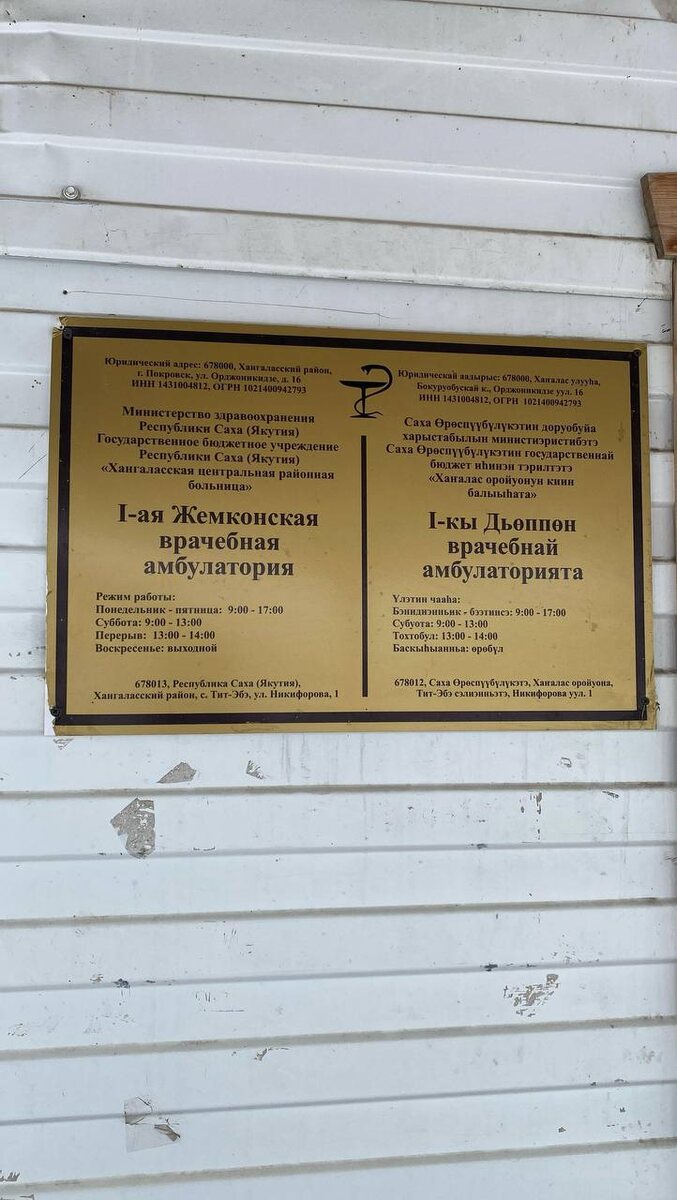 Юридический адрес: 678000, Хангаласский район,
г. Покровск, ул. Орджоникидзе, д. 16
ИНН 1431004812, ОГРН 1021400942793
Министерство здравоохранения
Республики Саха (Якутия)
Государственное бюджетное учреждение
Республики Саха (Якутия)
«Хангаласская центральная районная
больница»
I-ая Жемконская
врачебная
амбулатория
Режим работы:
Понедельник - пятница: 9:00 - 17:00
Суббота: 9:00 - 13:00
Перерыв: 13:00 - 14:00
Воскресенье: выходной
678013, Республика Саха (Якутия),
Хангаласский район, с. Тит-Эбэ, ул. Никифорова, 1
Юридическай аадырыс: 678000, Хаҥалас улууһа,
Бокуруобускай к., Орджоникидзе уул. 16
ИНН 1431004812, ОГРН 1021400942793
Саха Өрөспүүбүлүкэтин доруобуйа
харыстабылын министиэристибэтэ
Саха Өрөспүүбүлүкэтин государственнай
бюджет иһинэн тэрилтэтэ
«Хаҥалас оройуонун киин
балыыһата»
I-кы Дьөппөн
врачебнай
амбулаторията
Үлэтин чааһа:
Бэнидиэнньик - бээтинсэ: 9:00 - 17:00
Субуота: 9:00 - 13:00
Тохтобул: 13:00 - 14:00
Баскыһыанньа: өрөбүл
678012, Саха Өрөспүүбүлүкэтэ, Хаҥалас оройуона,
Тит-Эбэ сэлиэнньэтэ, Никифорова уул. 1